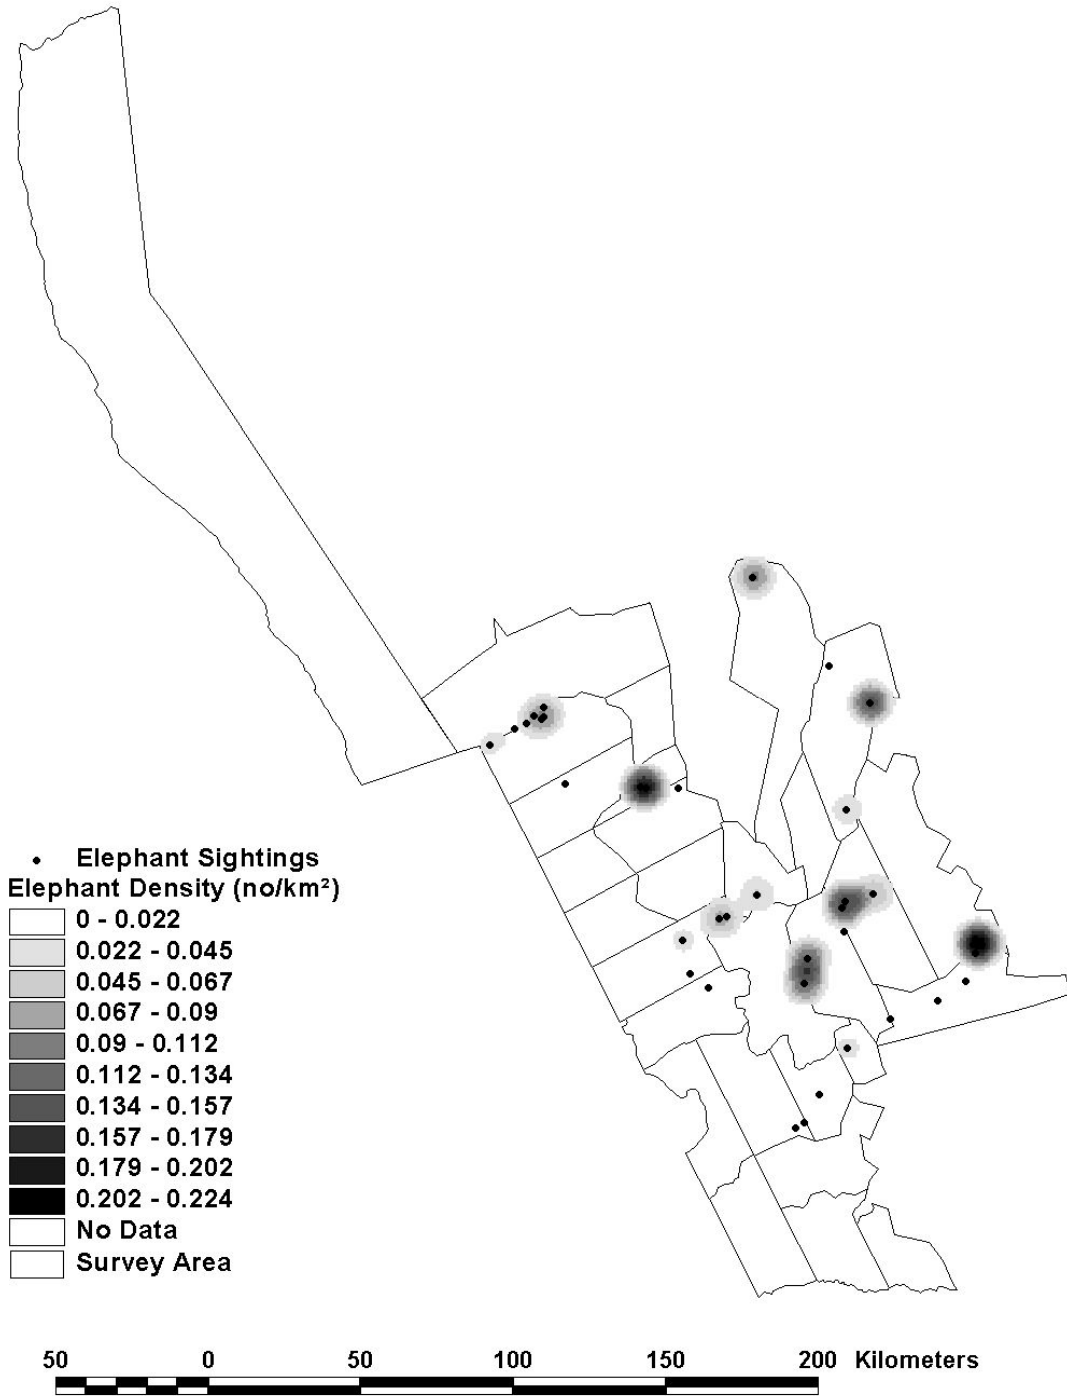 Elephant Sightings
Elephant Density (no/km²)
0 - 0.022
0.022 - 0.045
0.045 - 0.067
0.067 - 0.09
0.09 - 0.112
0.112 - 0.134
0.134 - 0.157
0.157 - 0.179
0.179 - 0.202
0.202 - 0.224
No Data
Survey Area
50 0 50 100 150 200 Kilometers